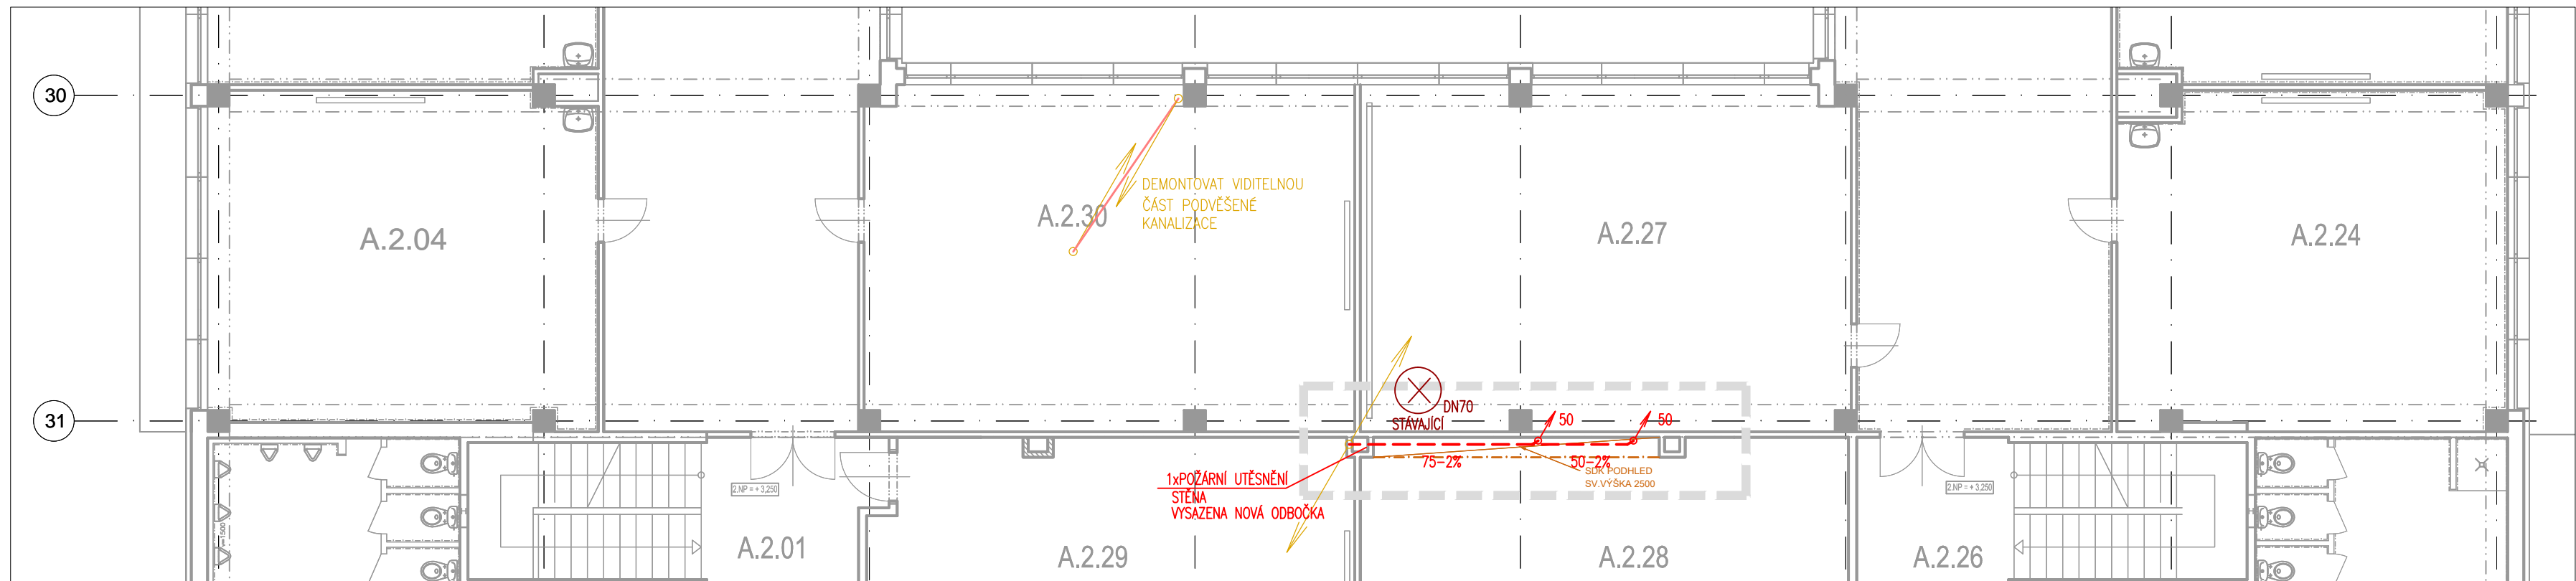 30
A.2.04
A.2.30
DEMONTOVAT VIDITELNOU
ČÁST PODVĚŠENÉ
KANALIZACE
A.2.27
A.2.24
31
DN70
STÁVAJÍCÍ
50
50
75-2%
50-2%
SDK PODHLED
SV.VÝŠKA 2500
1xPOŽÁRNÍ UTĚSNĚNÍ
STĚNA
VYSAZENA NOVÁ ODBOČKA
2.NP = + 3,250
2.NP = + 3,250
A.2.01
A.2.29
A.2.28
A.2.26